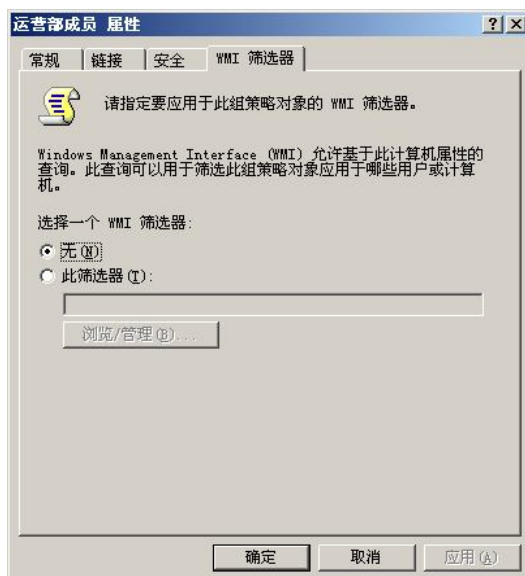 运营部成员 属性
常规 链接 安全 WMI 筛选器
请指定要应用于此组策略对象的 WMI 筛选器。
Windows Management Interface (WMI) 允许基于此计算机属性的
查询。此查询可以用于筛选此组策略对象应用于哪些用户或计算
机。
选择一个 WMI 筛选器:
无(N)
此筛选器(T):
浏览/管理(B)...
确定 取消 应用(A)